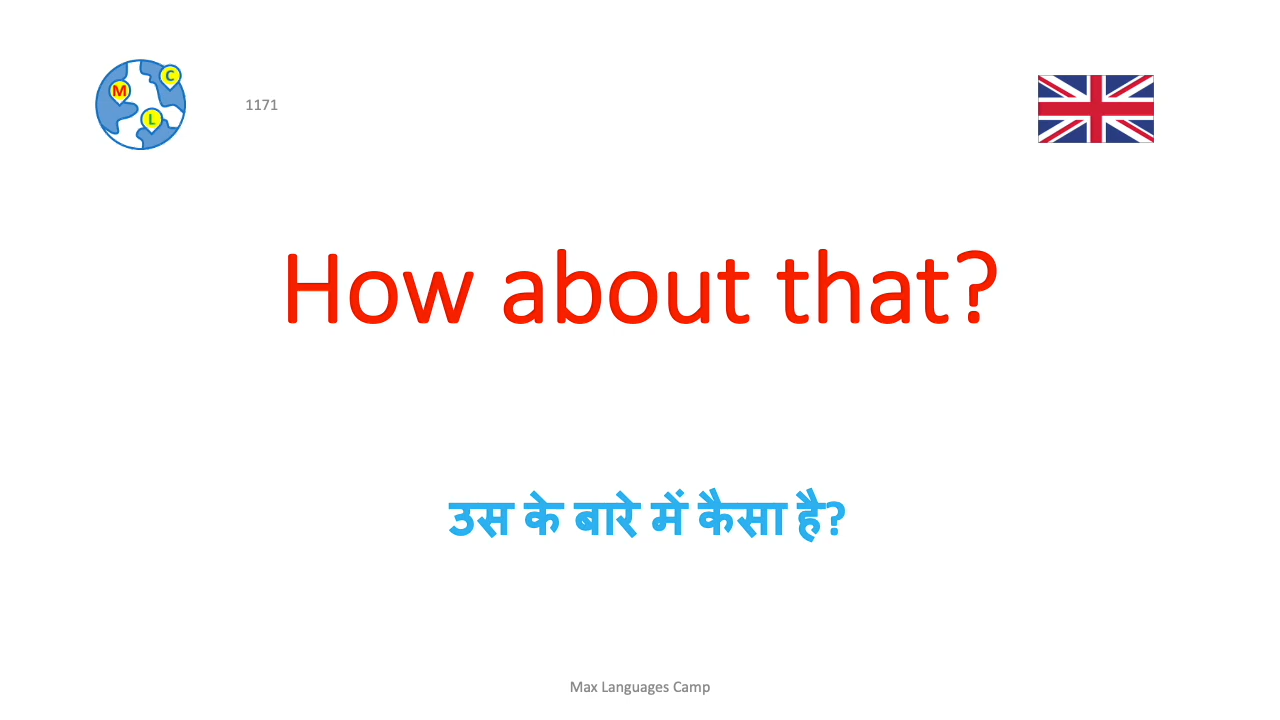 C
M
L
1171
How about that?
उस के बारे में कैसा है?
Max Languages Camp